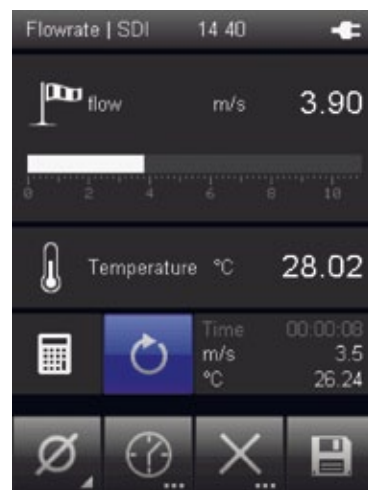 Flowrate | SDI 14 40
flow m/s 3.90
0 2 4 6 8 10
Temperature °C 28.02
Time 00:00:08
m/s 3.5
°C 26.24